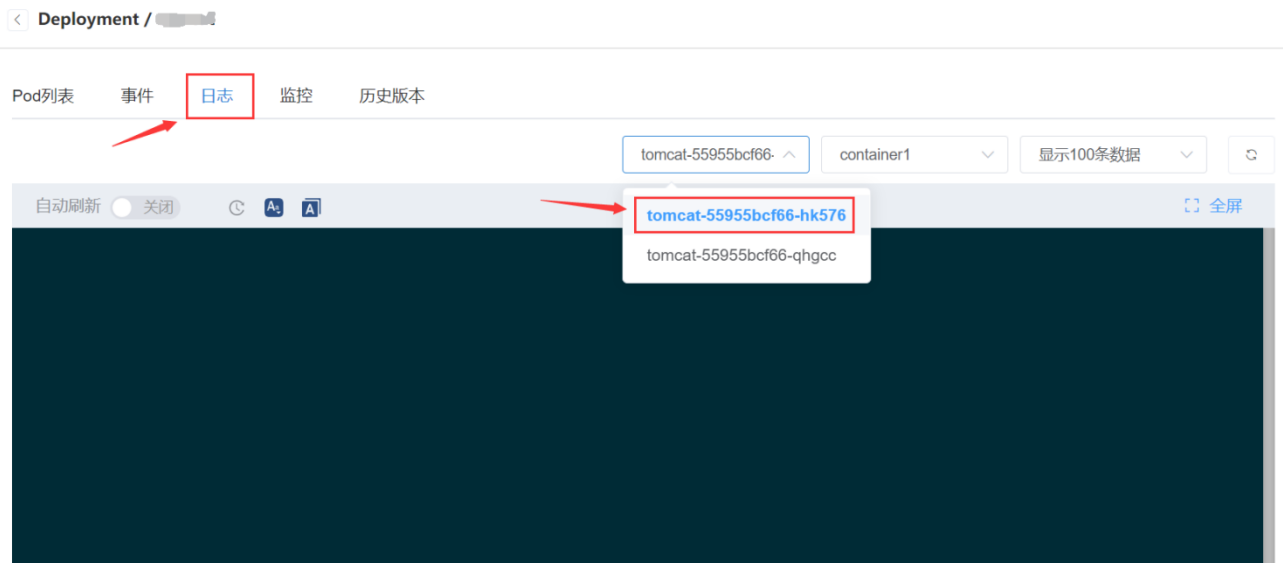 Deployment /
Pod列表 事件 日志 监控 历史版本
tomcat-55955bcf66- container1 显示100条数据
自动刷新 关闭 全屏
tomcat-55955bcf66-hk576
tomcat-55955bcf66-qhgcc